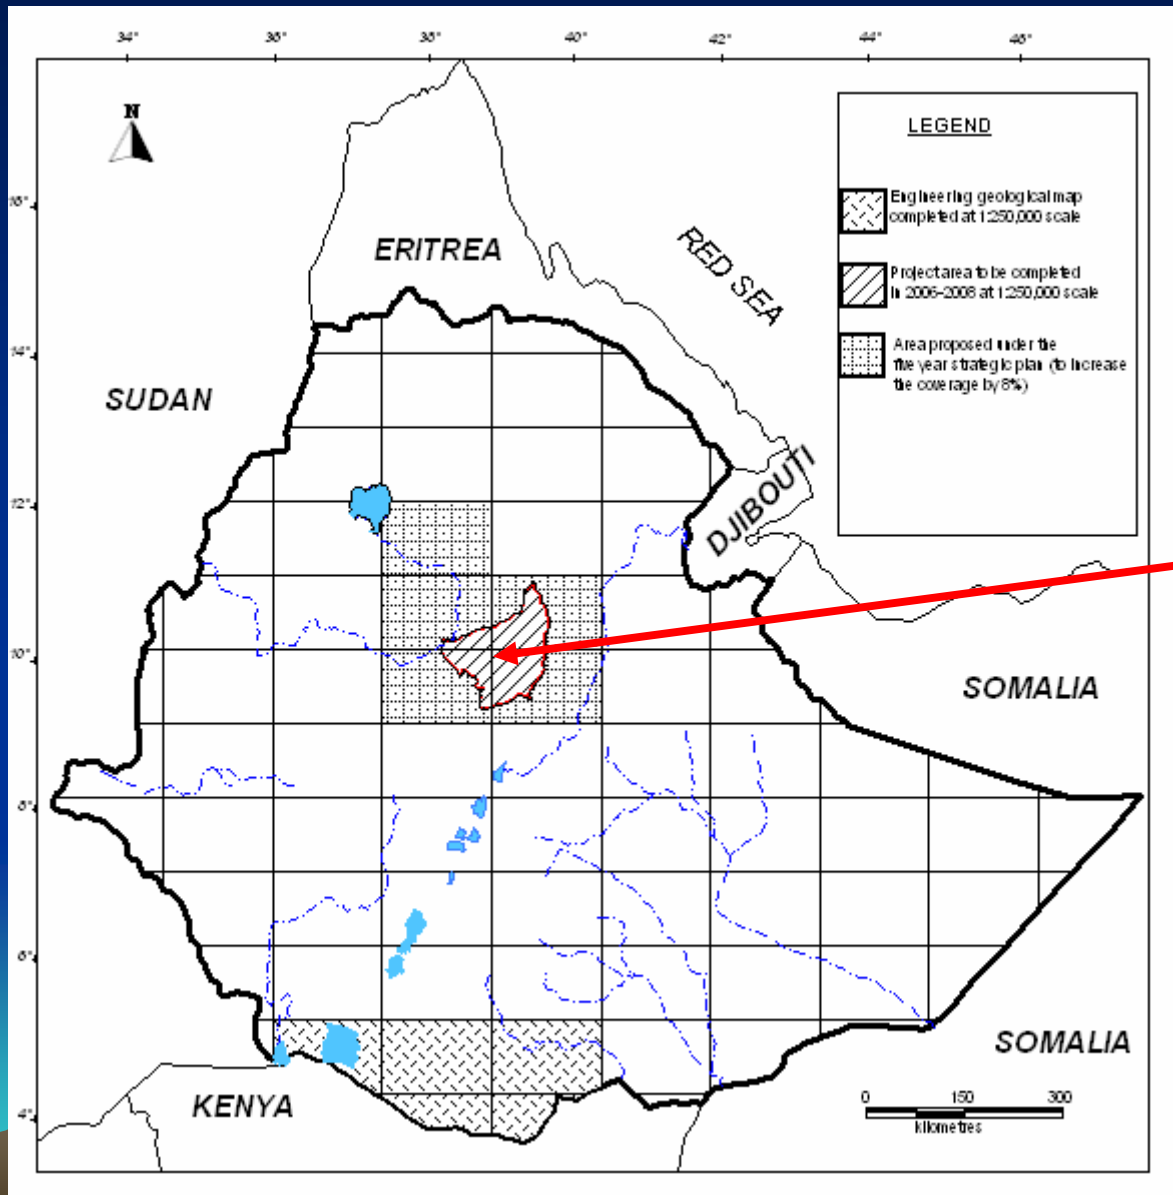 34° 36° 38° 40° 42° 44° 46°
N
LEGEND
Engineering geological map
completed at 1:250,000 scale
Project area to be completed
in 2006-2008 at 1:250,000 scale
Area proposed under the
five year strategic plan (to increase
the coverage by 8%)
16°
14°
12°
10°
8°
6°
4°
ERITREA
RED SEA
SUDAN
DJIBOUTI
SOMALIA
SOMALIA
KENYA
0 150 300
kilometres